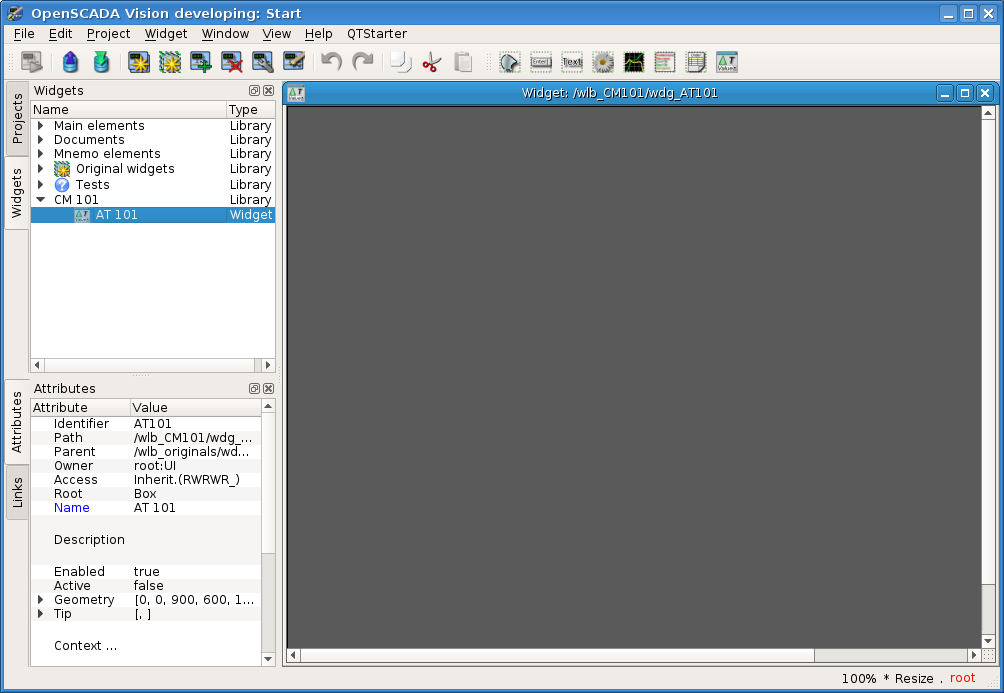 OpenSCADA Vision developing: Start
File Edit Project Widget Window View Help QTStarter
Text
Projects
Widgets
Widgets
Name Type
Main elements Library
Documents Library
Mnemo elements Library
Original widgets Library
Tests Library
CM 101 Library
AT 101 Widget
Attributes
Links
Attributes
Attribute Value
Identifier AT101
Path /wlb_CM101/wdg_...
Parent /wlb_originals/wd...
Owner root:UI
Access Inherit.(RWRWR_)
Root Box
Name AT 101
Description
Enabled true
Active false
Geometry [0, 0, 900, 600, 1...
Tip [, ]
Context ...
Widget: /wlb_CM101/wdg_AT101
100% * Resize . root